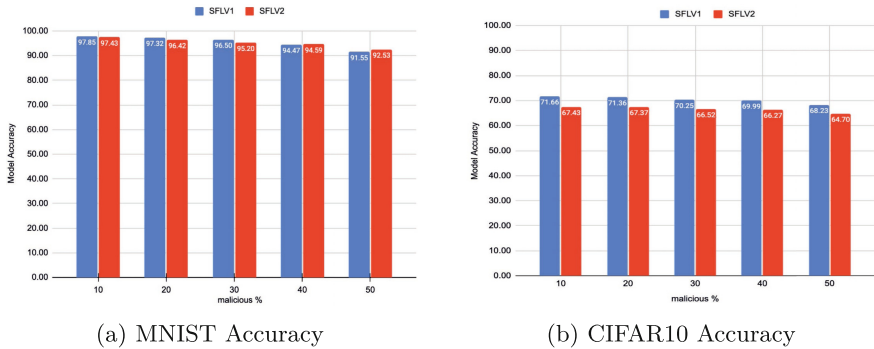 SFLV1 SFLV2
100.00
90.00
80.00
70.00
60.00
50.00
40.00
30.00
20.00
10.00
0.00
Model Accuracy
97.85 97.43 97.32 96.42 96.50 95.20 94.47 94.59 91.55 92.53
10 20 30 40 50
malicious %
(a) MNIST Accuracy
SFLV1 SFLV2
100.00
90.00
80.00
70.00
60.00
50.00
40.00
30.00
20.00
10.00
0.00
Model Accuracy
71.66 67.43 71.36 67.37 70.25 66.52 69.99 66.27 68.23 64.70
10 20 30 40 50
malicious %
(b) CIFAR10 Accuracy